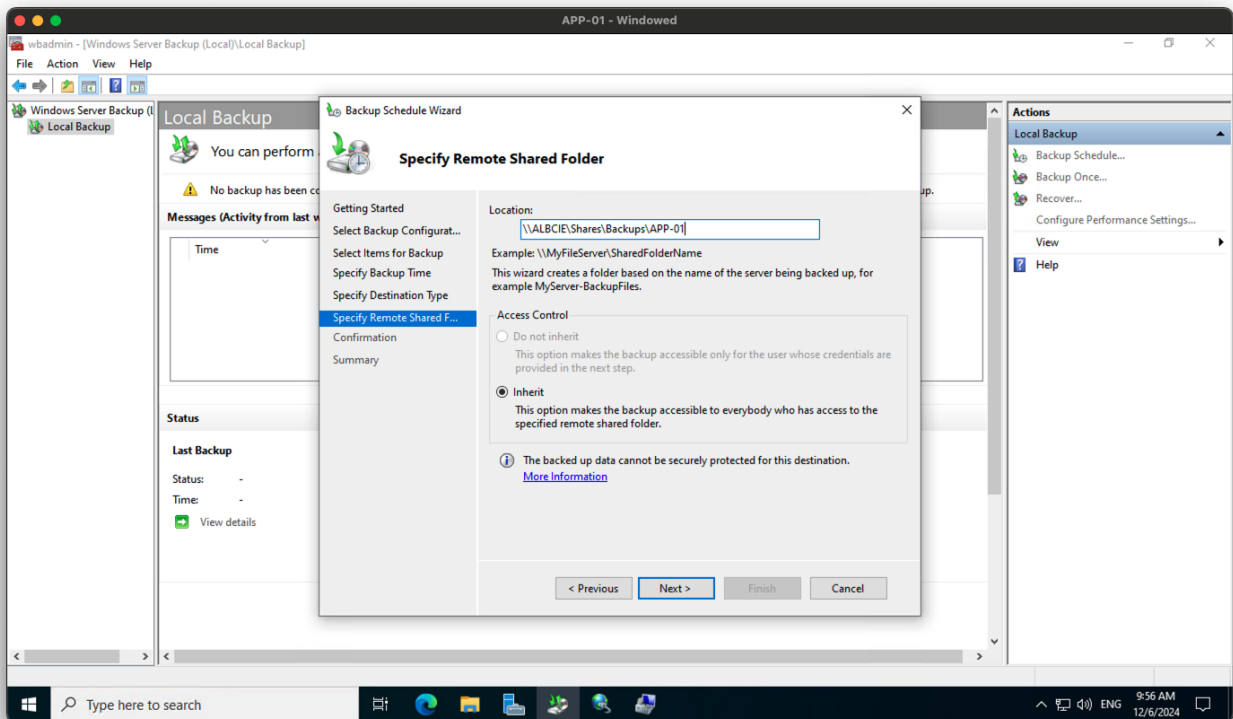 APP-01 - Windowed
wbadmin - [Windows Server Backup (Local)\Local Backup]
File Action View Help
Windows Server Backup (L
Local Backup
Local Backup
You can perform
No backup has been co
up.
Messages (Activity from last w
Time
Status
Last Backup
Status: -
Time: -
View details
Backup Schedule Wizard
Specify Remote Shared Folder
Getting Started
Select Backup Configurat...
Select Items for Backup
Specify Backup Time
Specify Destination Type
Specify Remote Shared F...
Confirmation
Summary
Location:
\\ALBCIE\Shares\Backups\APP-01
Example: \\MyFileServer\SharedFolderName
This wizard creates a folder based on the name of the server being backed up, for
example MyServer-BackupFiles.
Access Control
Do not inherit
This option makes the backup accessible only for the user whose credentials are
provided in the next step.
Inherit
This option makes the backup accessible to everybody who has access to the
specified remote shared folder.
The backed up data cannot be securely protected for this destination.
More Information
< Previous
Next >
Finish
Cancel
Actions
Local Backup
Backup Schedule...
Backup Once...
Recover...
Configure Performance Settings...
View
Help
Type here to search
ENG
9:56 AM
12/6/2024